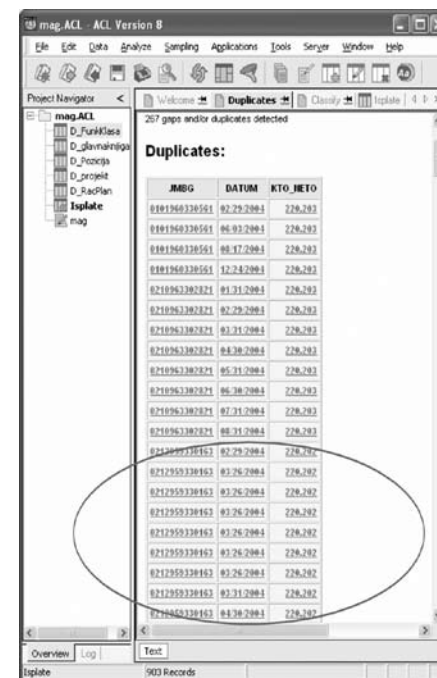 mag.ACL - ACL Version 8
File Edit Data Analyze Sampling Applications Tools Server Window Help
Project Navigator <
Welcome Duplicates Classify Isplate
mag.ACL
D_FunkKlasa
D_glavnaknjiga
D_Pozicija
D_projekt
D_RacPlan
Isplate
mag
267 gaps and/or duplicates detected
Duplicates:
JMBG DATUM KTO_NETO
0101960330561 02/29/2004 220,203
0101960330561 06/03/2004 220,203
0101960330561 08/17/2004 220,203
0101960330561 12/24/2004 220,203
0210963302821 01/31/2004 220,203
0210963302821 02/29/2004 220,203
0210963302821 03/31/2004 220,203
0210963302821 04/30/2004 220,203
0210963302821 05/31/2004 220,203
0210963302821 06/30/2004 220,203
0210963302821 07/31/2004 220,203
0210963302821 08/31/2004 220,203
0212959330163 02/29/2004 220,202
0212959330163 03/26/2004 220,202
0212959330163 03/26/2004 220,202
0212959330163 03/26/2004 220,202
0212959330163 03/26/2004 220,202
0212959330163 03/26/2004 220,202
0212959330163 03/31/2004 220,202
0212959330163 04/30/2004 220,202
Overview Log Text
Isplate 903 Records